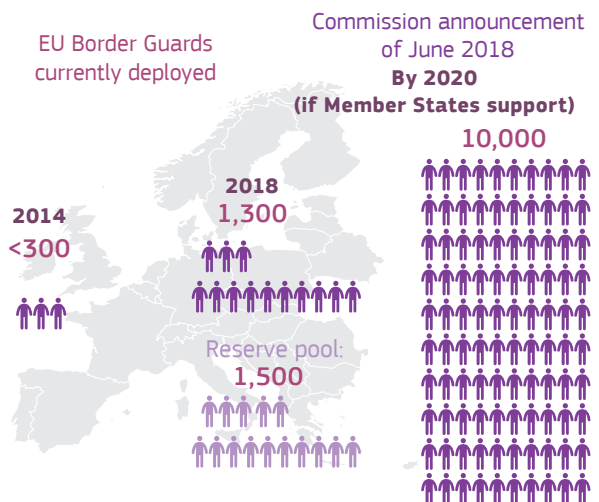 EU Border Guards
currently deployed
Commission announcement
of June 2018
By 2020
(if Member States support)
10,000
2014
<300
2018
1,300
Reserve pool:
1,500